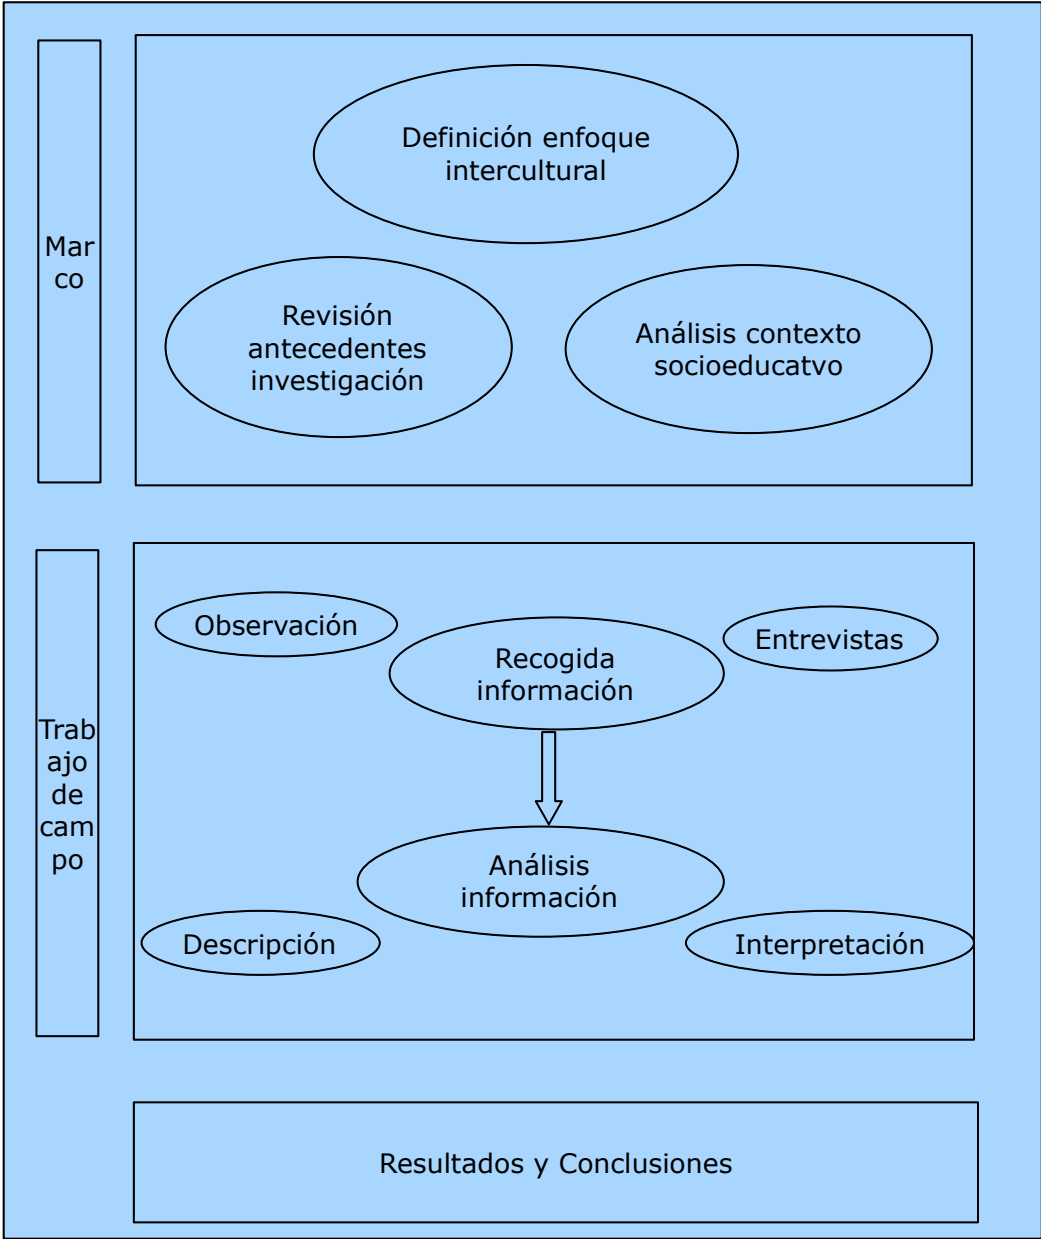 Mar
co
Definición enfoque
intercultural
Revisión
antecedentes
investigación
Análisis contexto
socioeducatvo
Trab
ajo
de
cam
po
Observación
Recogida
información
Entrevistas
Análisis
información
Descripción
Interpretación
Resultados y Conclusiones